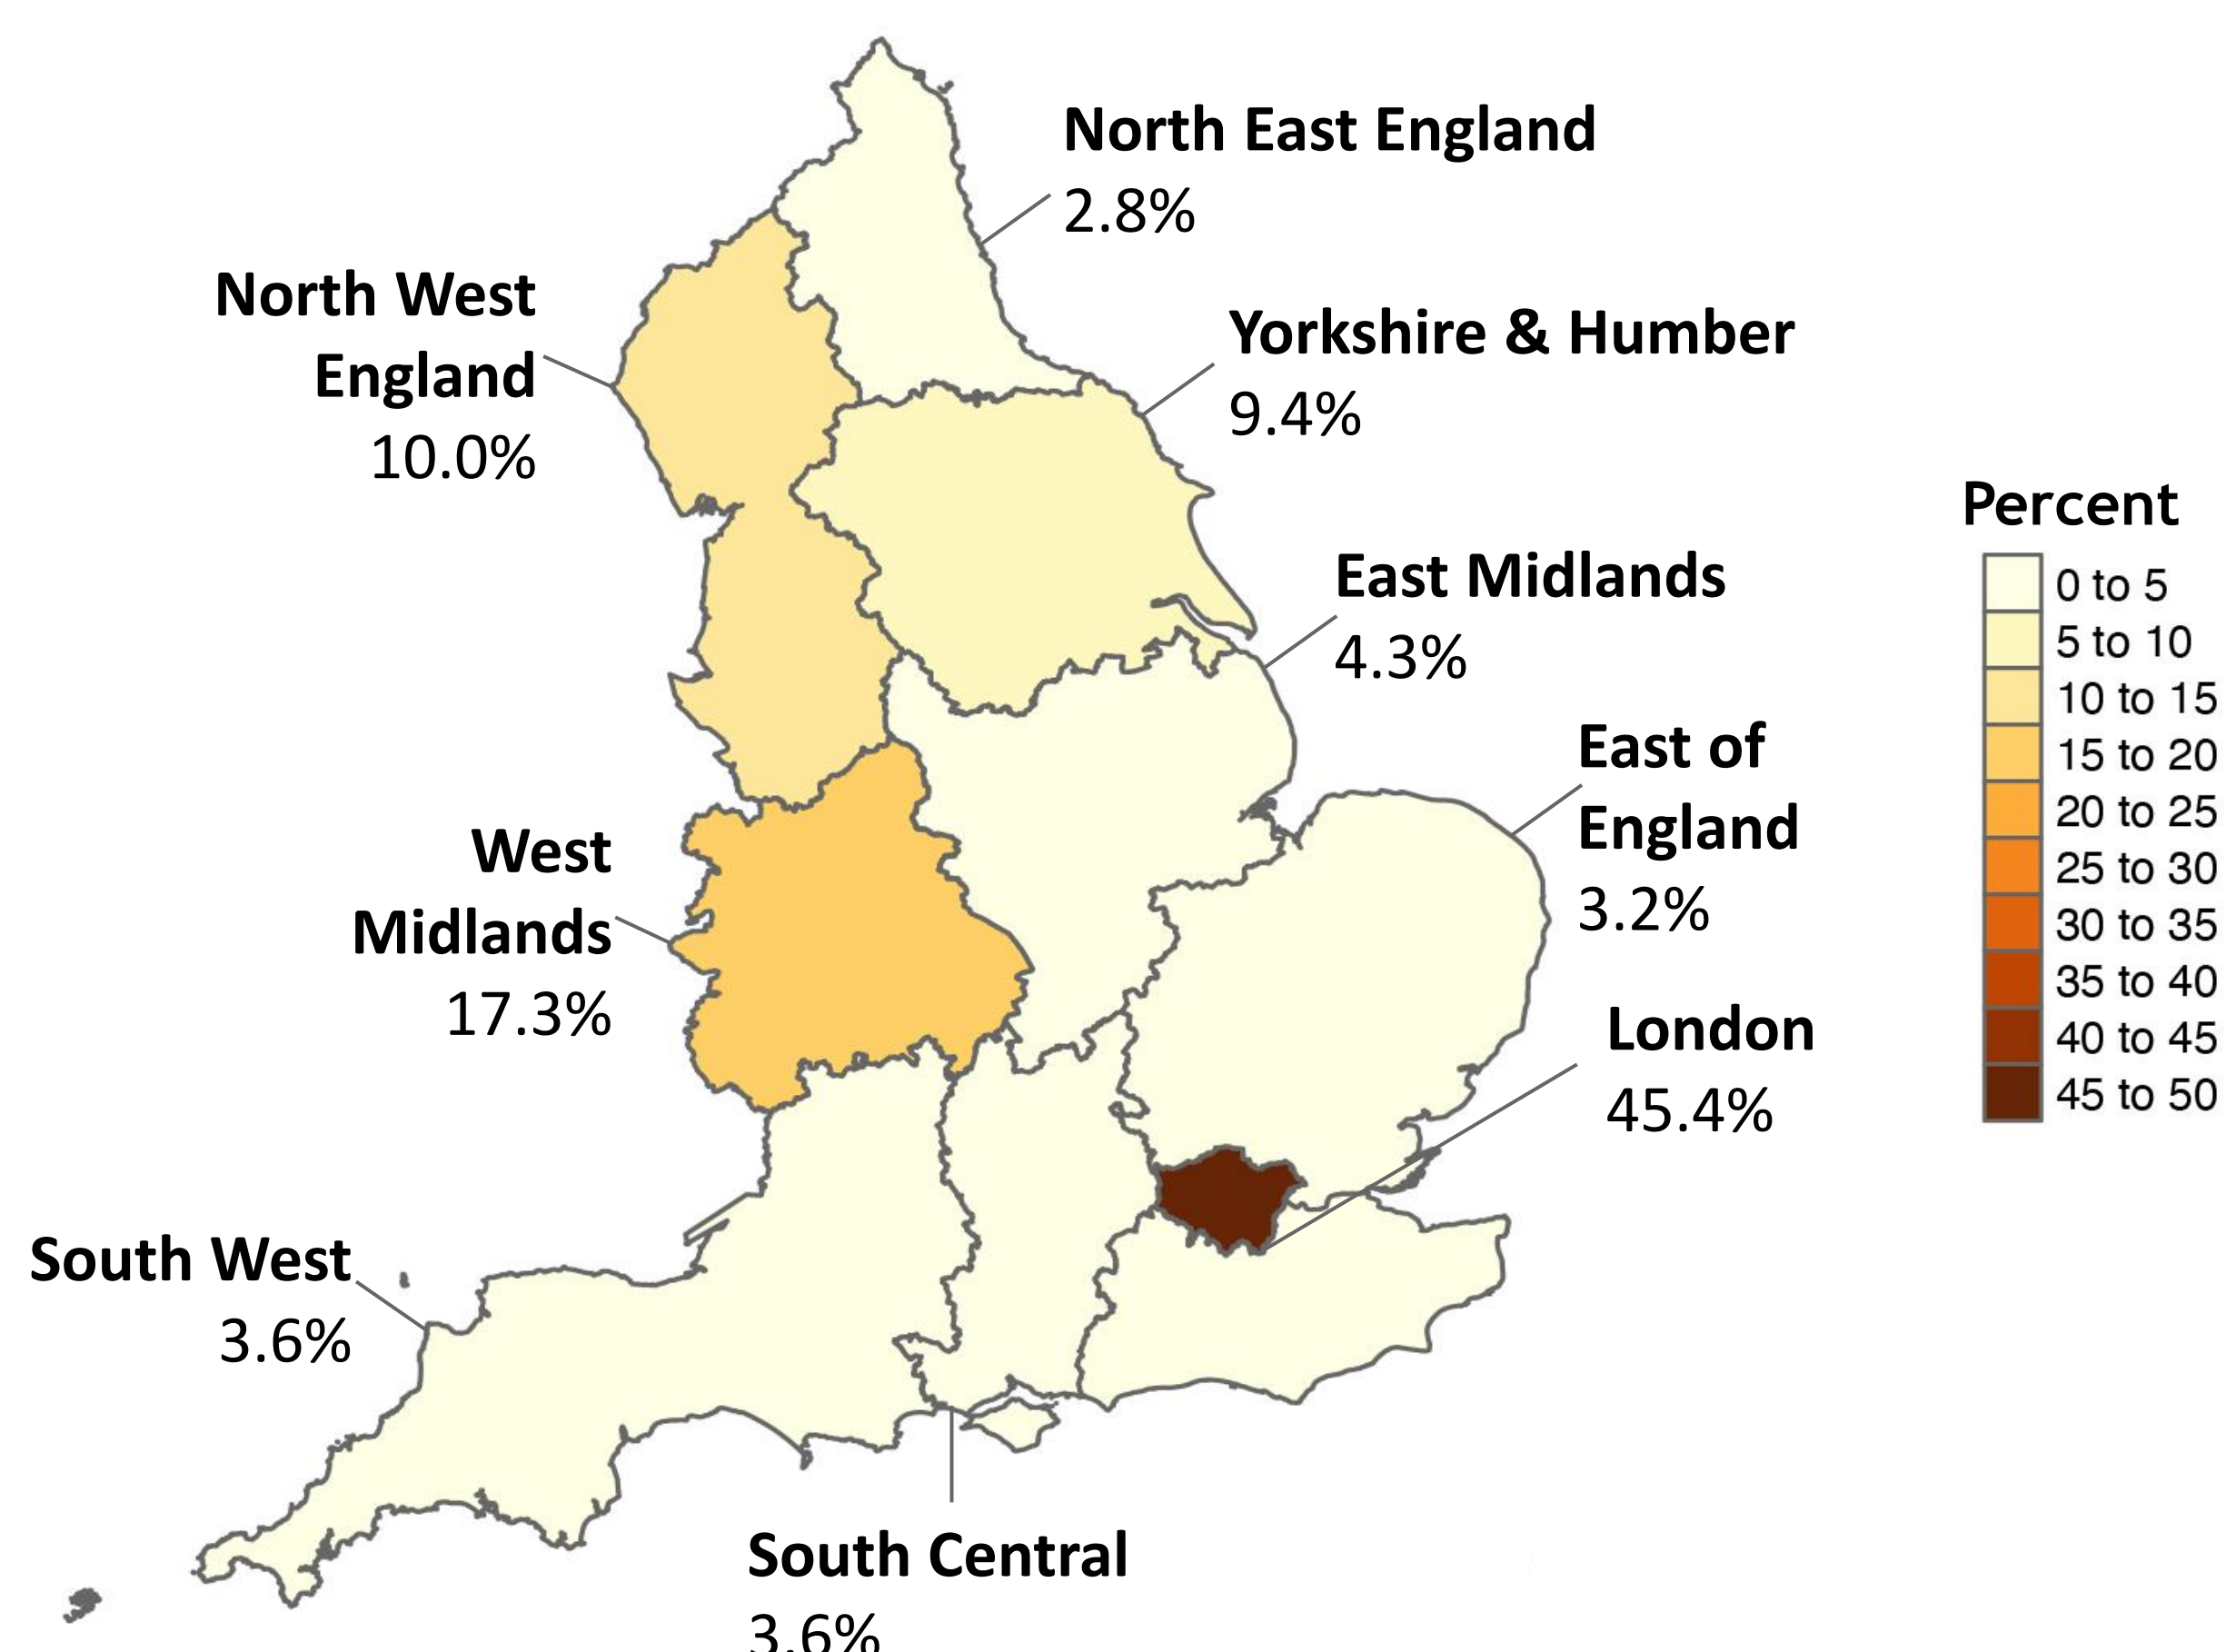 North East England
2.8%
North West
England
10.0%
Yorkshire & Humber
9.4%
East Midlands
4.3%
East of
England
3.2%
West
Midlands
17.3%
London
45.4%
South West
3.6%
South Central
3.6%
Percent
0 to 5
5 to 10
10 to 15
15 to 20
20 to 25
25 to 30
30 to 35
35 to 40
40 to 45
45 to 50